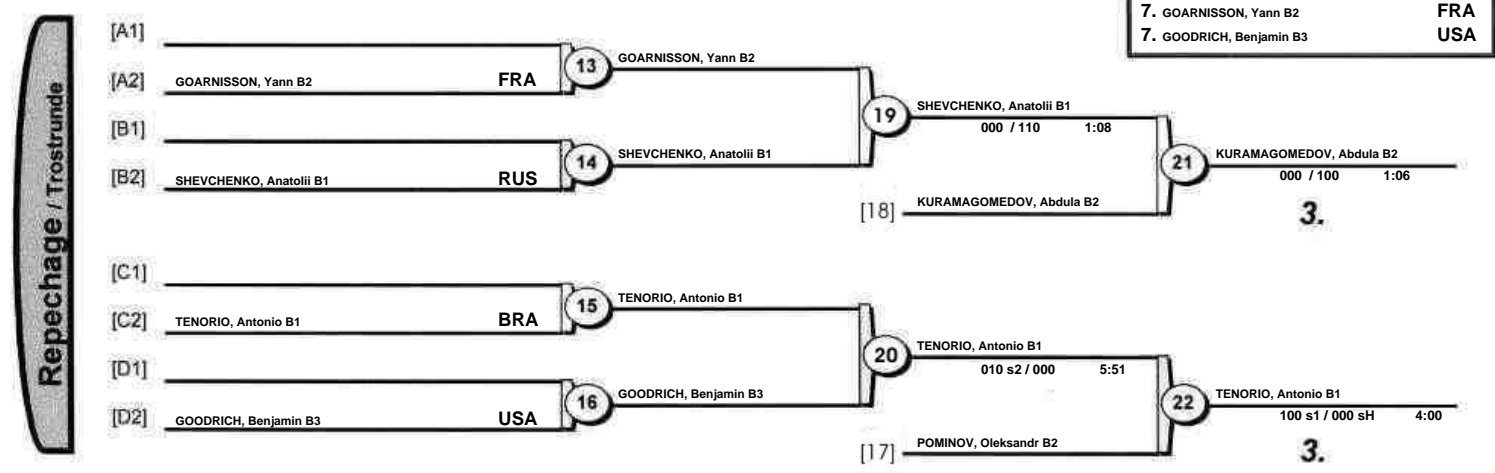 7. GOARNISSON, Yann B2 FRA
7. GOODRICH, Benjamin B3 USA
Repechage / Trostrunde
[A1]
[A2] GOARNISSON, Yann B2 FRA
13 GOARNISSON, Yann B2
[B1]
[B2] SHEVCHENKO, Anatolii B1 RUS
14 SHEVCHENKO, Anatolii B1
19 SHEVCHENKO, Anatolii B1
000 / 110 1:08
[18] KURAMAGOMEDOV, Abdula B2
21 KURAMAGOMEDOV, Abdula B2
000 / 100 1:06
3.
[C1]
[C2] TENORIO, Antonio B1 BRA
15 TENORIO, Antonio B1
[D1]
[D2] GOODRICH, Benjamin B3 USA
16 GOODRICH, Benjamin B3
20 TENORIO, Antonio B1
010 s2 / 000 5:51
[17] POMINOV, Oleksandr B2
22 TENORIO, Antonio B1
100 s1 / 000 sH 4:00
3.